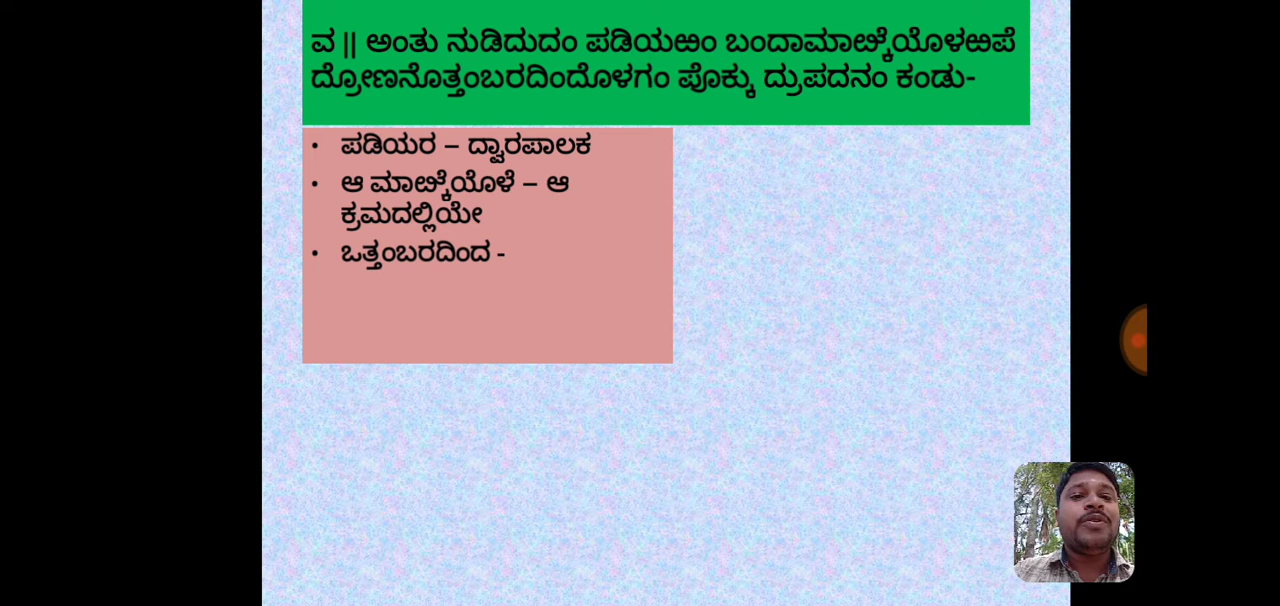 ವ || ಅಂತು ನುಡಿದುದಂ ಪಡಿಯಱಂ ಬಂದಾಮಾೞ್ಕೆಯೊಳಱಪೆ
ದ್ರೋಣನೊತ್ತಂಬರದಿಂದೊಳಗಂ ಪೊಕ್ಕು ದ್ರುಪದನಂ ಕಂಡು-
• ಪಡಿಯರ – ದ್ವಾರಪಾಲಕ
• ಆ ಮಾೞ್ಕೆಯೊಳೆ – ಆ
ಕ್ರಮದಲ್ಲಿಯೇ
• ಒತ್ತಂಬರದಿಂದ -